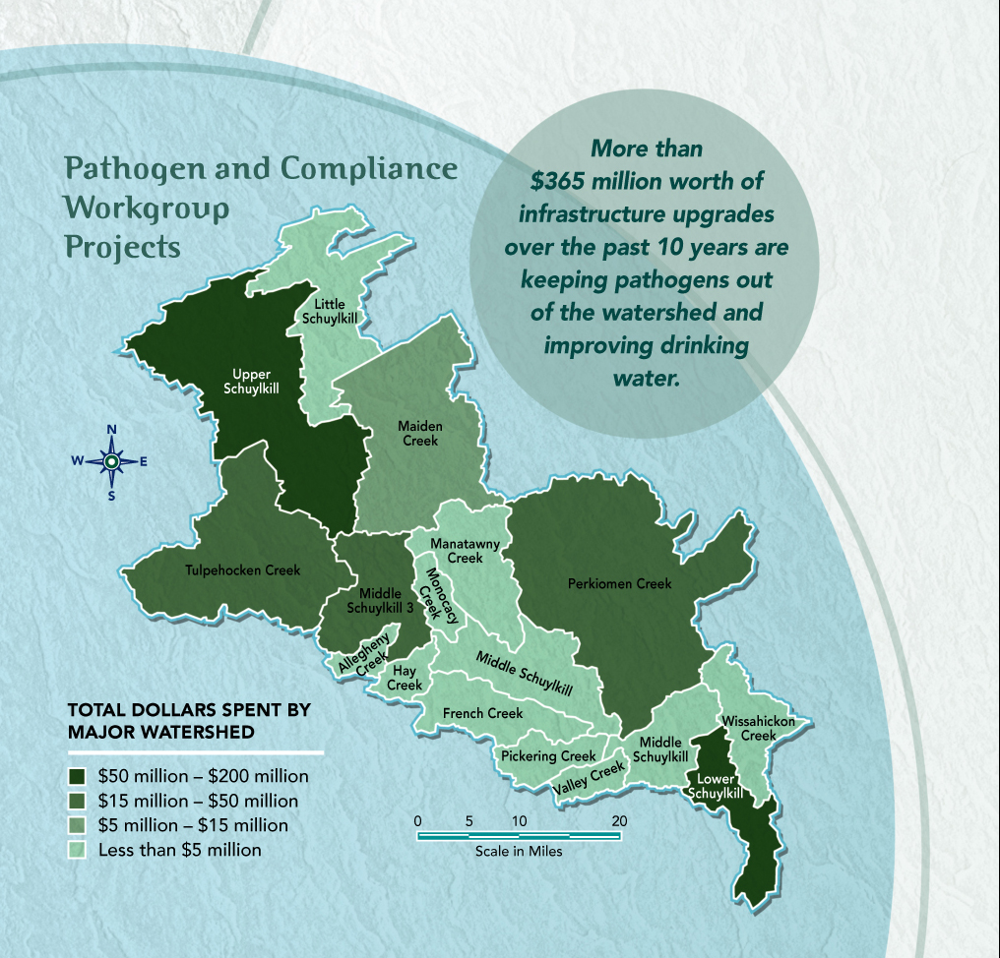 Pathogen and Compliance
Workgroup
Projects
More than
$365 million worth of
infrastructure upgrades
over the past 10 years are
keeping pathogens out
of the watershed and
improving drinking
water.
Little
Schuylkill
Upper
Schuylkill
Maiden
Creek
N
W
E
S
Tulpehocken Creek
Middle
Schuylkill 3
Manatawny
Creek
Monocacy
Creek
Perkiomen Creek
Allegheny
Creek
Hay
Creek
Middle Schuylkill
French Creek
Pickering Creek
Valley Creek
Middle
Schuylkill
Wissahickon
Creek
Lower
Schuylkill
TOTAL DOLLARS SPENT BY
MAJOR WATERSHED
$50 million – $200 million
$15 million – $50 million
$5 million – $15 million
Less than $5 million
0 5 10 20
Scale in Miles